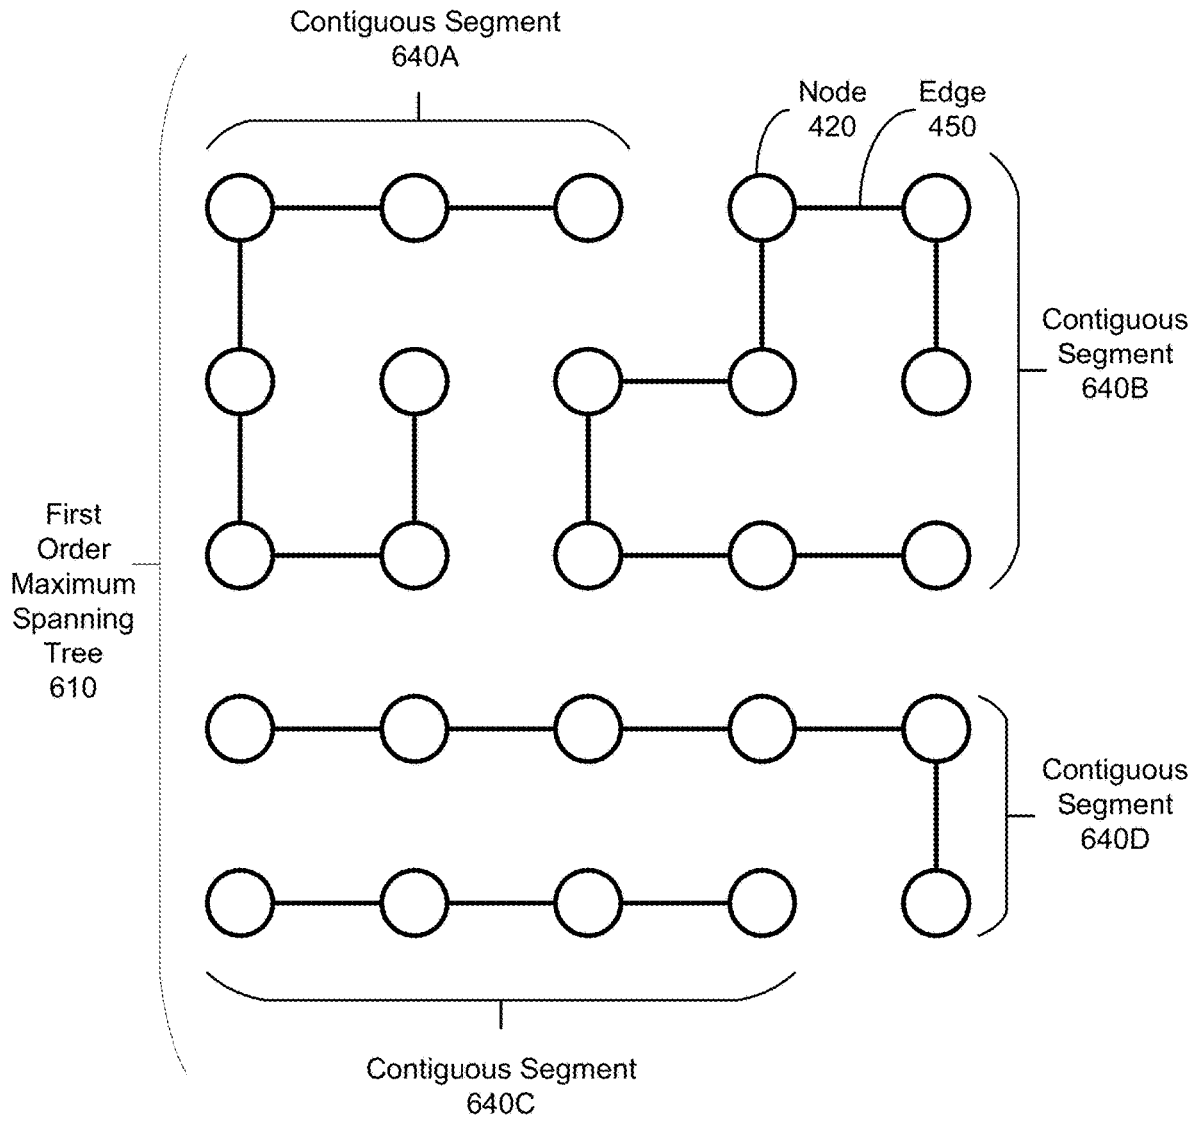 Contiguous Segment
640A
Node
420
Edge
450
Contiguous
Segment
640B
First
Order
Maximum
Spanning
Tree
610
Contiguous
Segment
640D
Contiguous Segment
640C